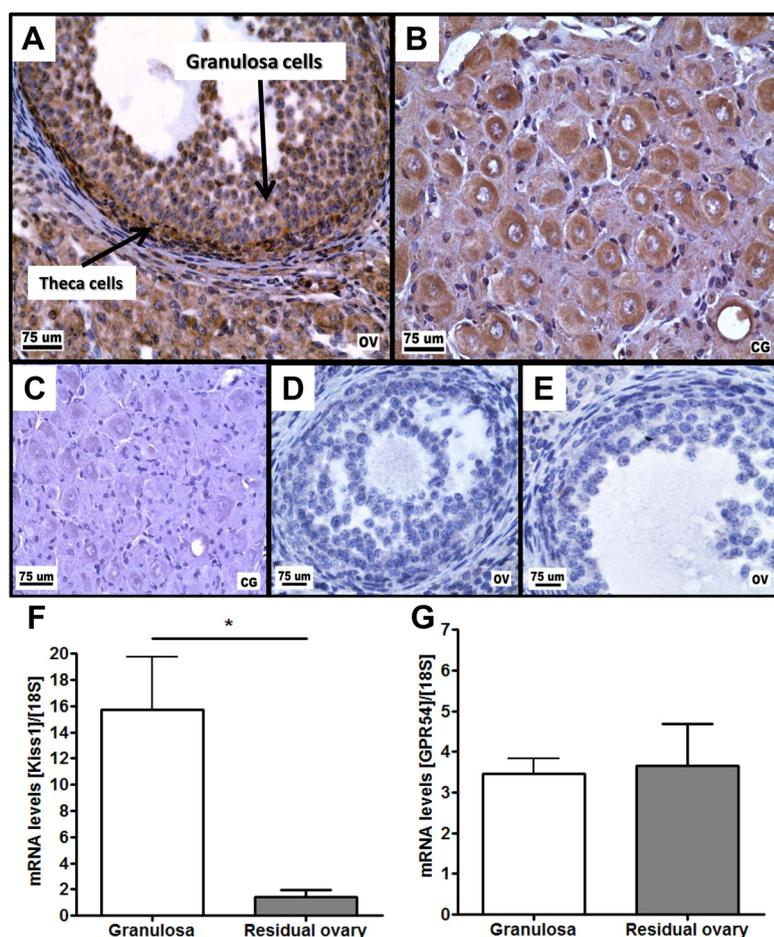 A
Granulosa cells
Theca cells
75 um
OV
B
75 um
CG
C
75 um
CG
D
75 um
OV
E
75 um
OV
F
*
mRNA levels [Kiss1]/[18S]
20
18
16
14
12
10
8
6
4
2
0
Granulosa
Residual ovary
G
mRNA levels [GPR54]/[18S]
7
6
5
4
3
2
1
0
Granulosa
Residual ovary